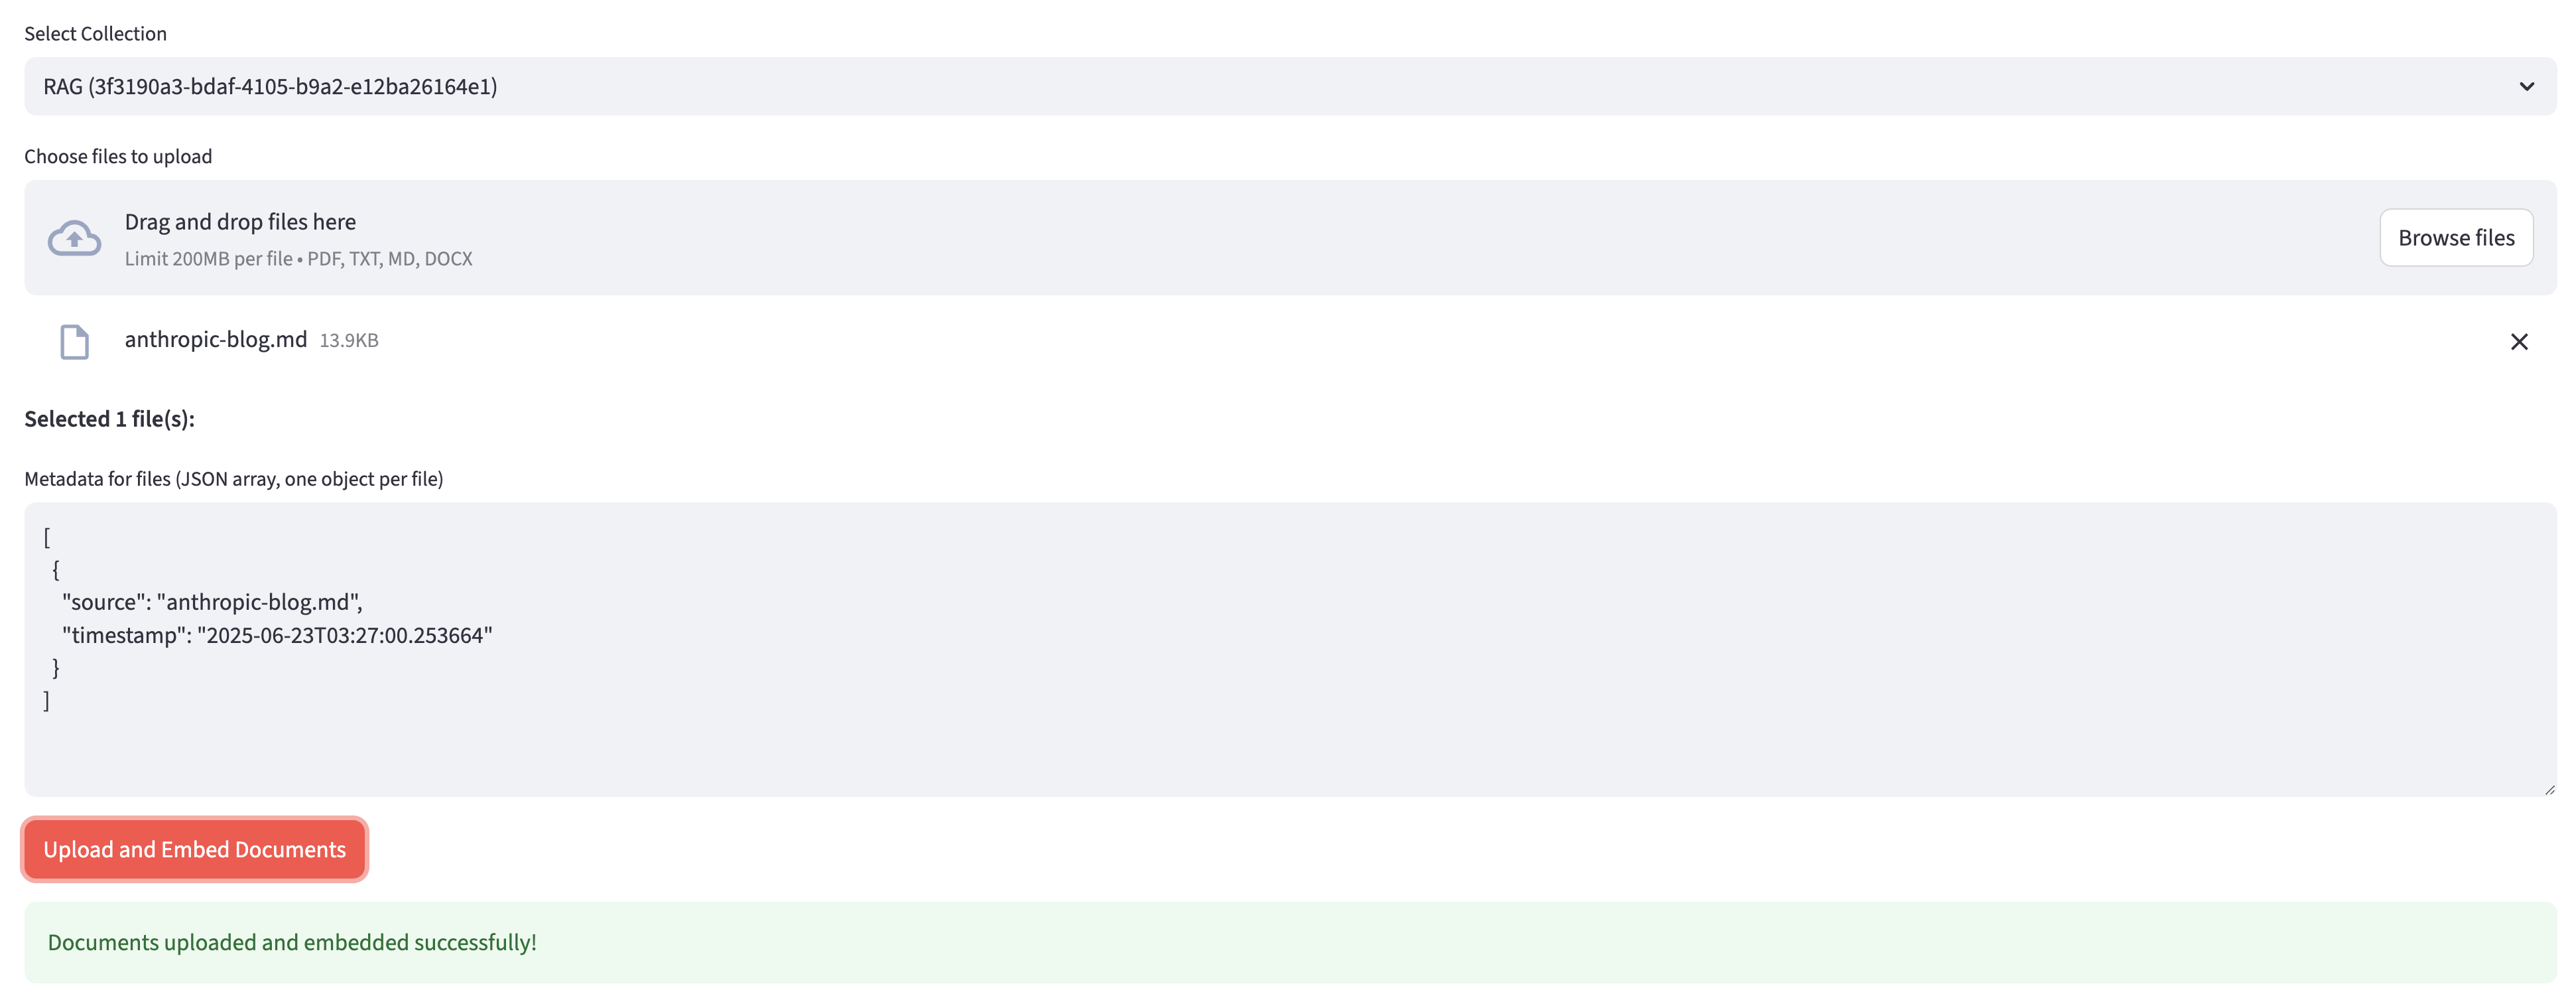 Select Collection
RAG (3f3190a3-bdaf-4105-b9a2-e12ba26164e1)
Choose files to upload
Drag and drop files here
Limit 200MB per file • PDF, TXT, MD, DOCX
Browse files
anthropic-blog.md 13.9KB
Selected 1 file(s):
Metadata for files (JSON array, one object per file)
[
{
"source": "anthropic-blog.md",
"timestamp": "2025-06-23T03:27:00.253664"
}
]
Upload and Embed Documents
Documents uploaded and embedded successfully!